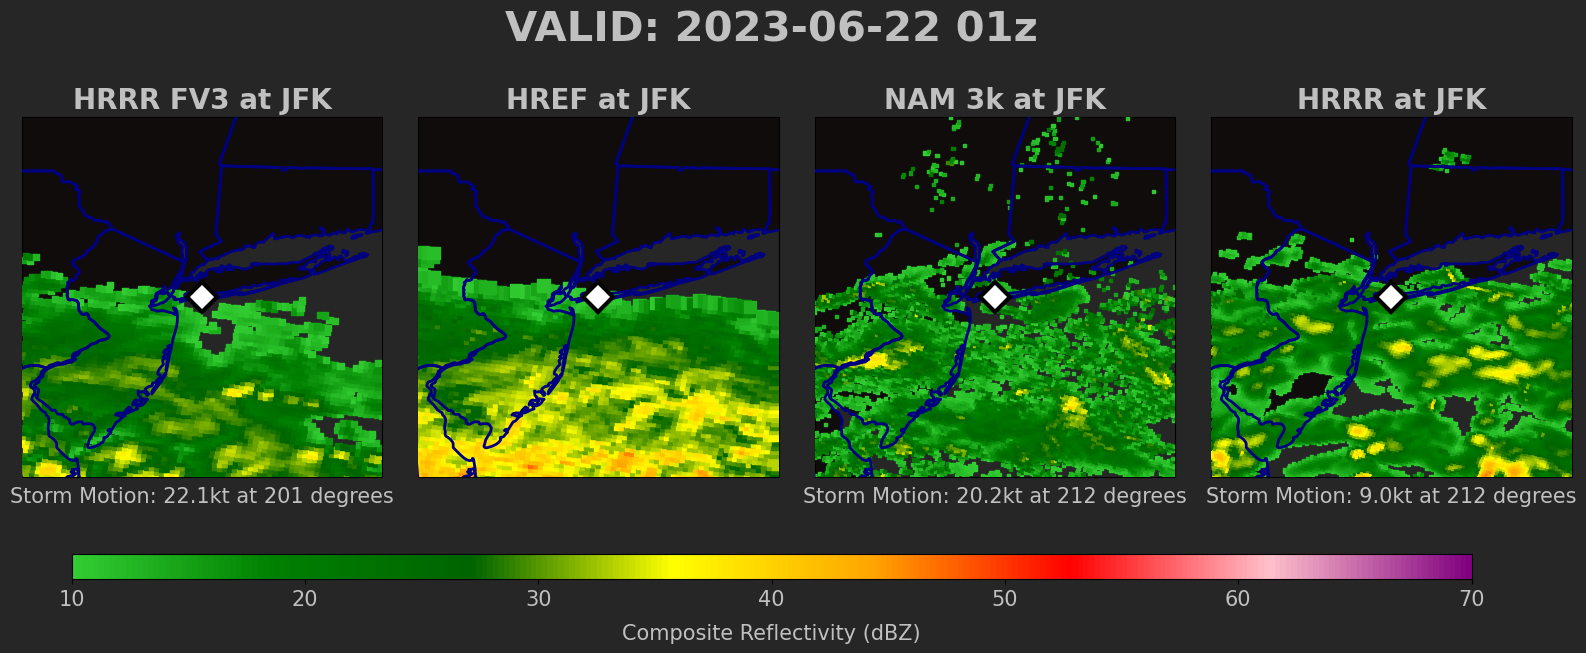 VALID: 2023-06-22 01z
HRRR FV3 at JFK
HREF at JFK
NAM 3k at JFK
HRRR at JFK
Storm Motion: 22.1kt at 201 degrees
Storm Motion: 20.2kt at 212 degrees
Storm Motion: 9.0kt at 212 degrees
10 20 30 40 50 60 70
Composite Reflectivity (dBZ)